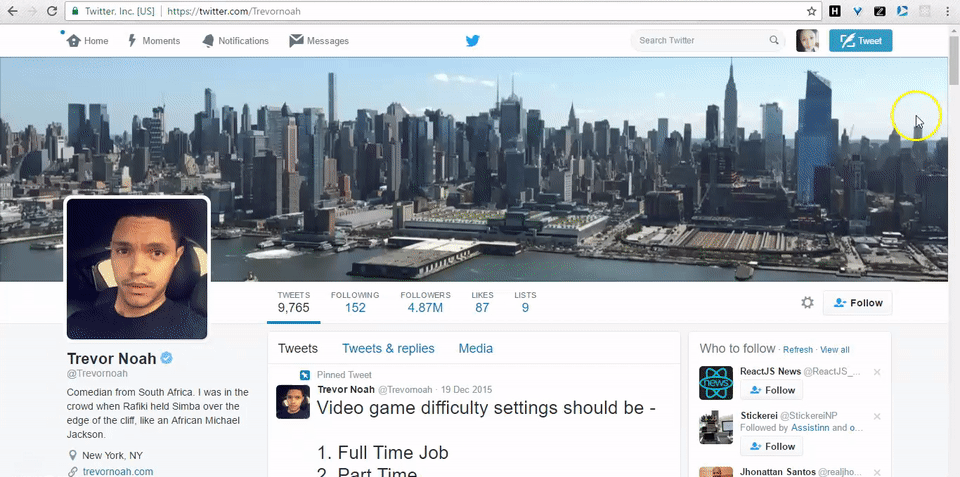 Twitter, Inc. [US] https://twitter.com/Trevornoah
Home Moments Notifications Messages Search Twitter Tweet
TWEETS FOLLOWING FOLLOWERS LIKES LISTS
9,765 152 4.87M 87 9
Follow
Trevor Noah
@Trevornoah
Comedian from South Africa. I was in the
crowd when Rafiki held Simba over the
edge of the cliff, like an African Michael
Jackson.
New York, NY
trevornoah.com
Tweets Tweets & replies Media
Pinned Tweet
Trevor Noah @Trevornoah · 19 Dec 2015
Video game difficulty settings should be -
1. Full Time Job
2. Part Time
Who to follow · Refresh · View all
ReactJS News @ReactJS_...
news
Follow
Stickerei @StickereiNP
Followed by Assistinn and o...
Follow
Jhonattan Santos @realjho...